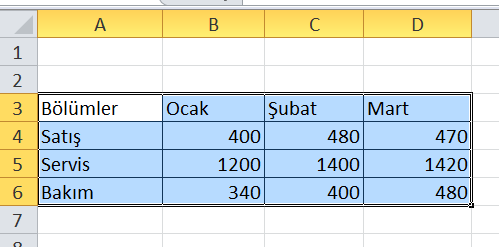 A B C D
1
2
3 Bölümler Ocak Şubat Mart
4 Satış 400 480 470
5 Servis 1200 1400 1420
6 Bakım 340 400 480
7